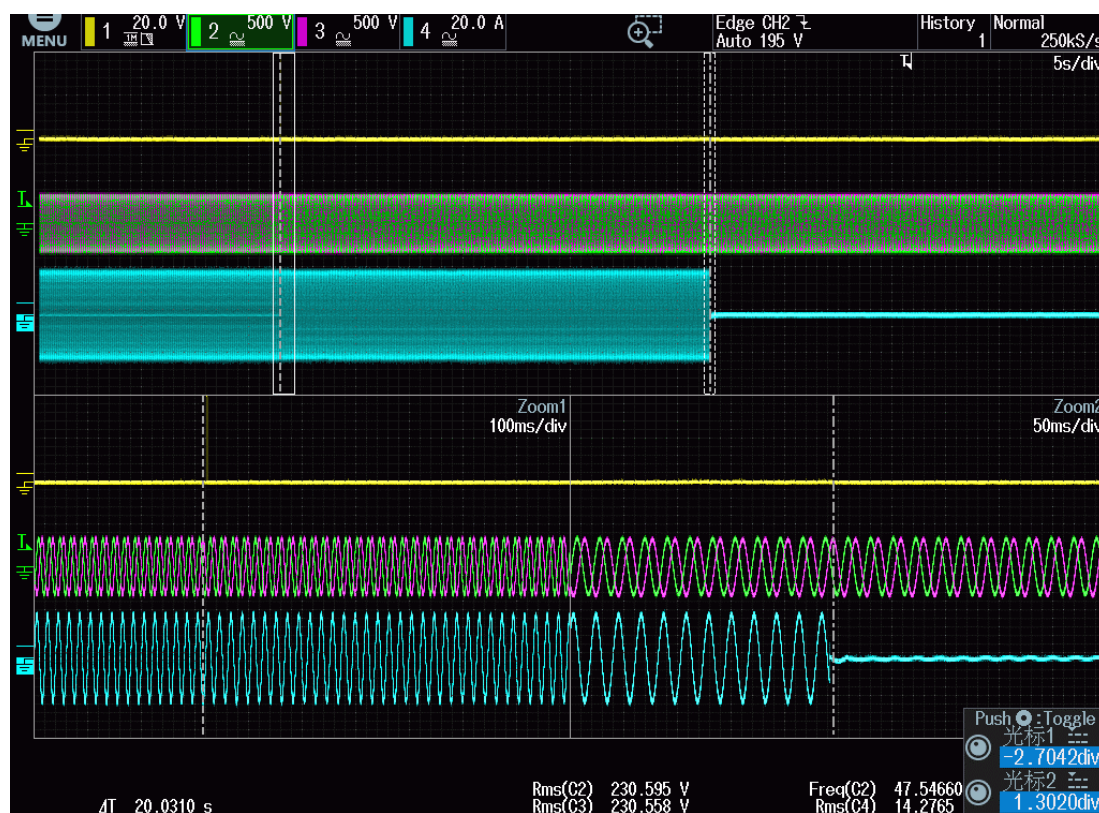 MENU
1 20.0 V
1M
2 500 V
3 500 V
4 20.0 A
Edge CH2
Auto 195 V
History
1
Normal
250kS/s
5s/div
Zoom1
100ms/div
Zoom2
50ms/div
Push :Toggle
光标1
-2.7042div
光标2
1.3020div
Rms(C2) 230.595 V
Freq(C2) 47.54660
Rms(C3) 230.558 V
Rms(C4) 14.2765
ΔT 20.0310 s